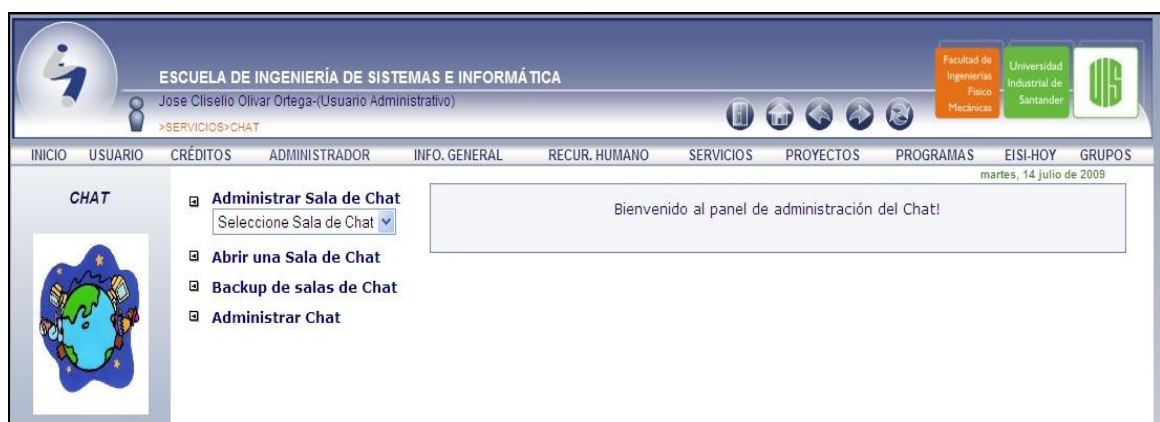 ESCUELA DE INGENIERÍA DE SISTEMAS E INFORMÁTICA
Jose Cliselio Olivar Ortega-(Usuario Administrativo)
>SERVICIOS>CHAT
Facultad de
Ingenierias
Fisico
Mecánicas
Universidad
Industrial de
Santander
UIS
INICIO USUARIO CRÉDITOS ADMINISTRADOR INFO. GENERAL RECUR. HUMANO SERVICIOS PROYECTOS PROGRAMAS EISI-HOY GRUPOS
martes, 14 julio de 2009
CHAT
Administrar Sala de Chat
Seleccione Sala de Chat
Abrir una Sala de Chat
Backup de salas de Chat
Administrar Chat
Bienvenido al panel de administración del Chat!